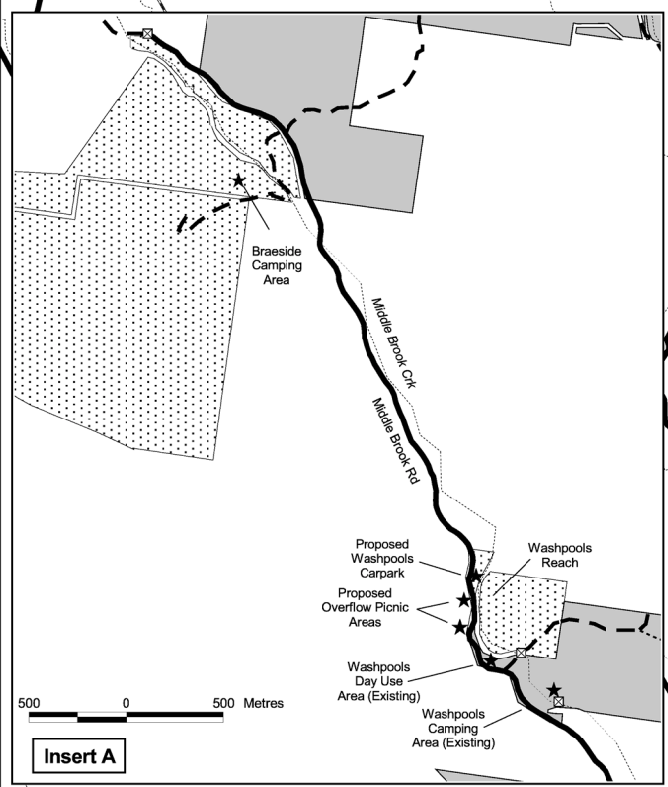 Braeside
Camping
Area
Middle Brook Crk
Middle Brook Rd
Proposed
Washpools
Carpark
Washpools
Reach
Proposed
Overflow Picnic
Areas
Washpools
Day Use
Area (Existing)
Washpools
Camping
Area (Existing)
500 0 500 Metres
Insert A